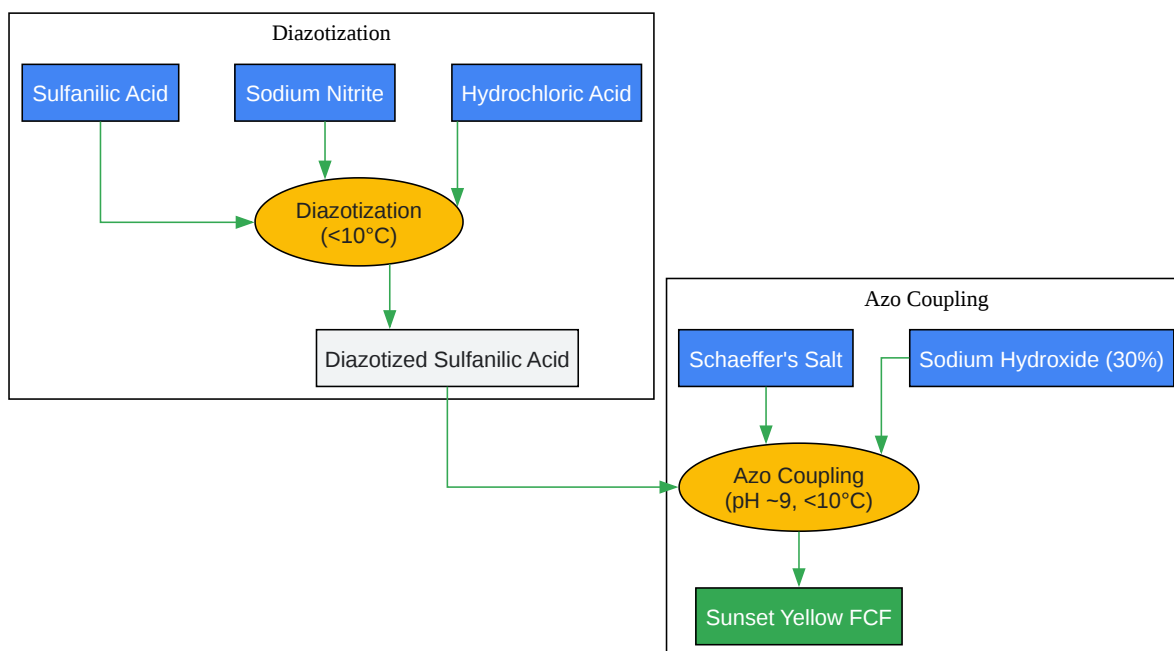 Diazotization
Sulfanilic Acid
Sodium Nitrite
Hydrochloric Acid
Diazotization
(<10°C)
Diazotized Sulfanilic Acid
Azo Coupling
Schaeffer's Salt
Sodium Hydroxide (30%)
Azo Coupling
(pH ~9, <10°C)
Sunset Yellow FCF